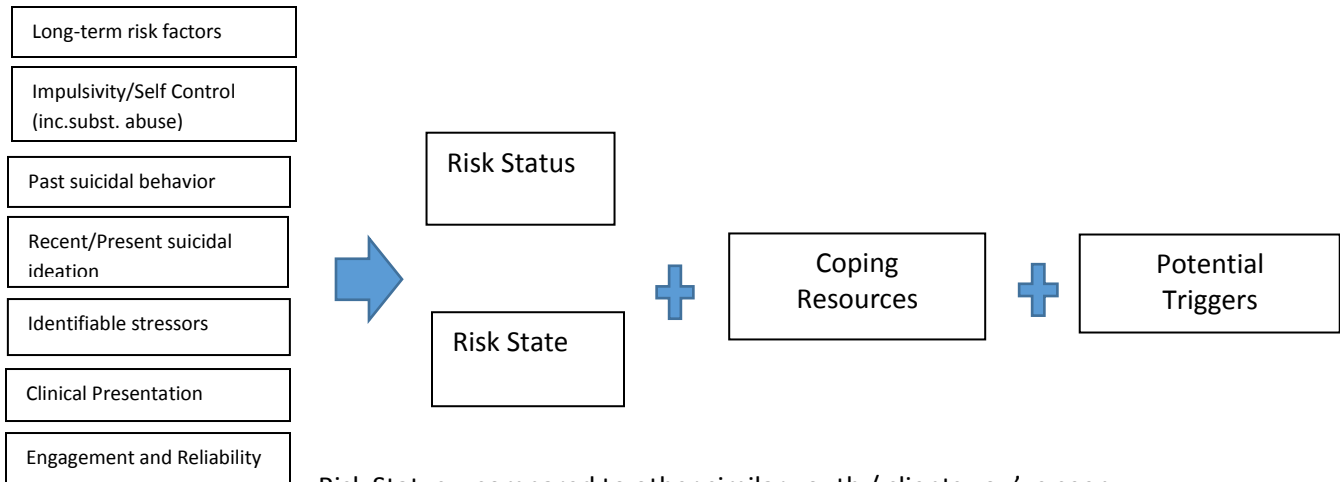 Long-term risk factors
Impulsivity/Self Control
(inc.subst. abuse)
Past suicidal behavior
Recent/Present suicidal
ideation
Identifiable stressors
Clinical Presentation
Engagement and Reliability
Risk Status
Risk State
Coping
Resources
Potential
Triggers